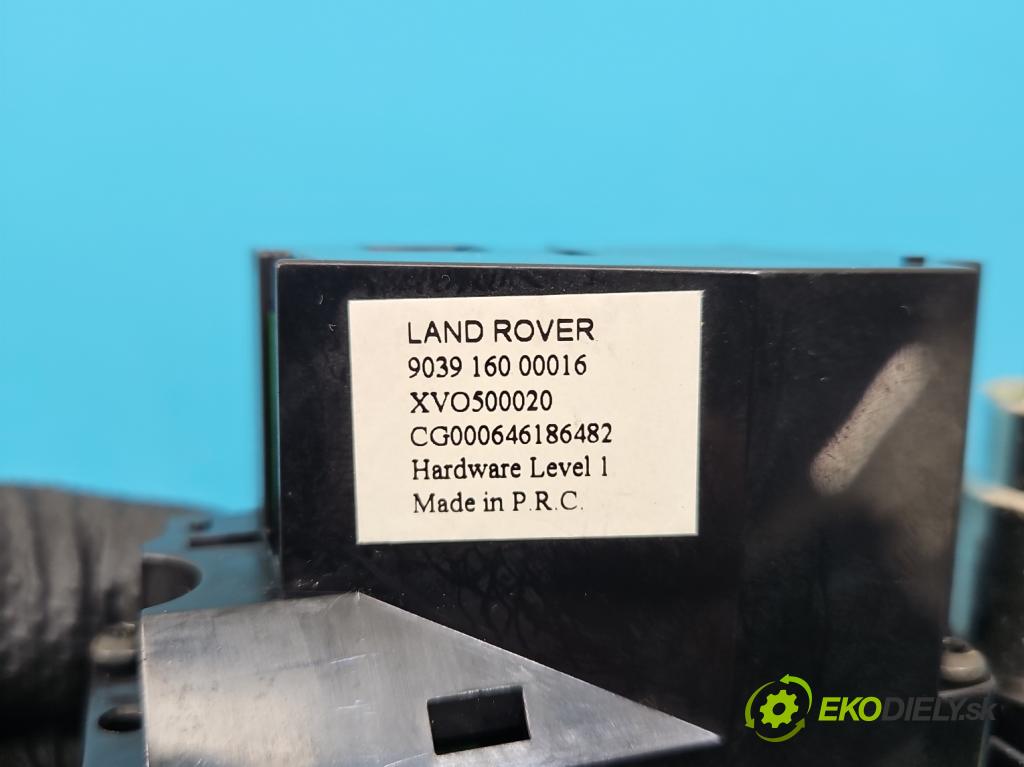 LAND ROVER
9039 160 00016
XVO500020
CG000646186482
Hardware Level 1
Made in P.R.C.
EKODIELY.sk